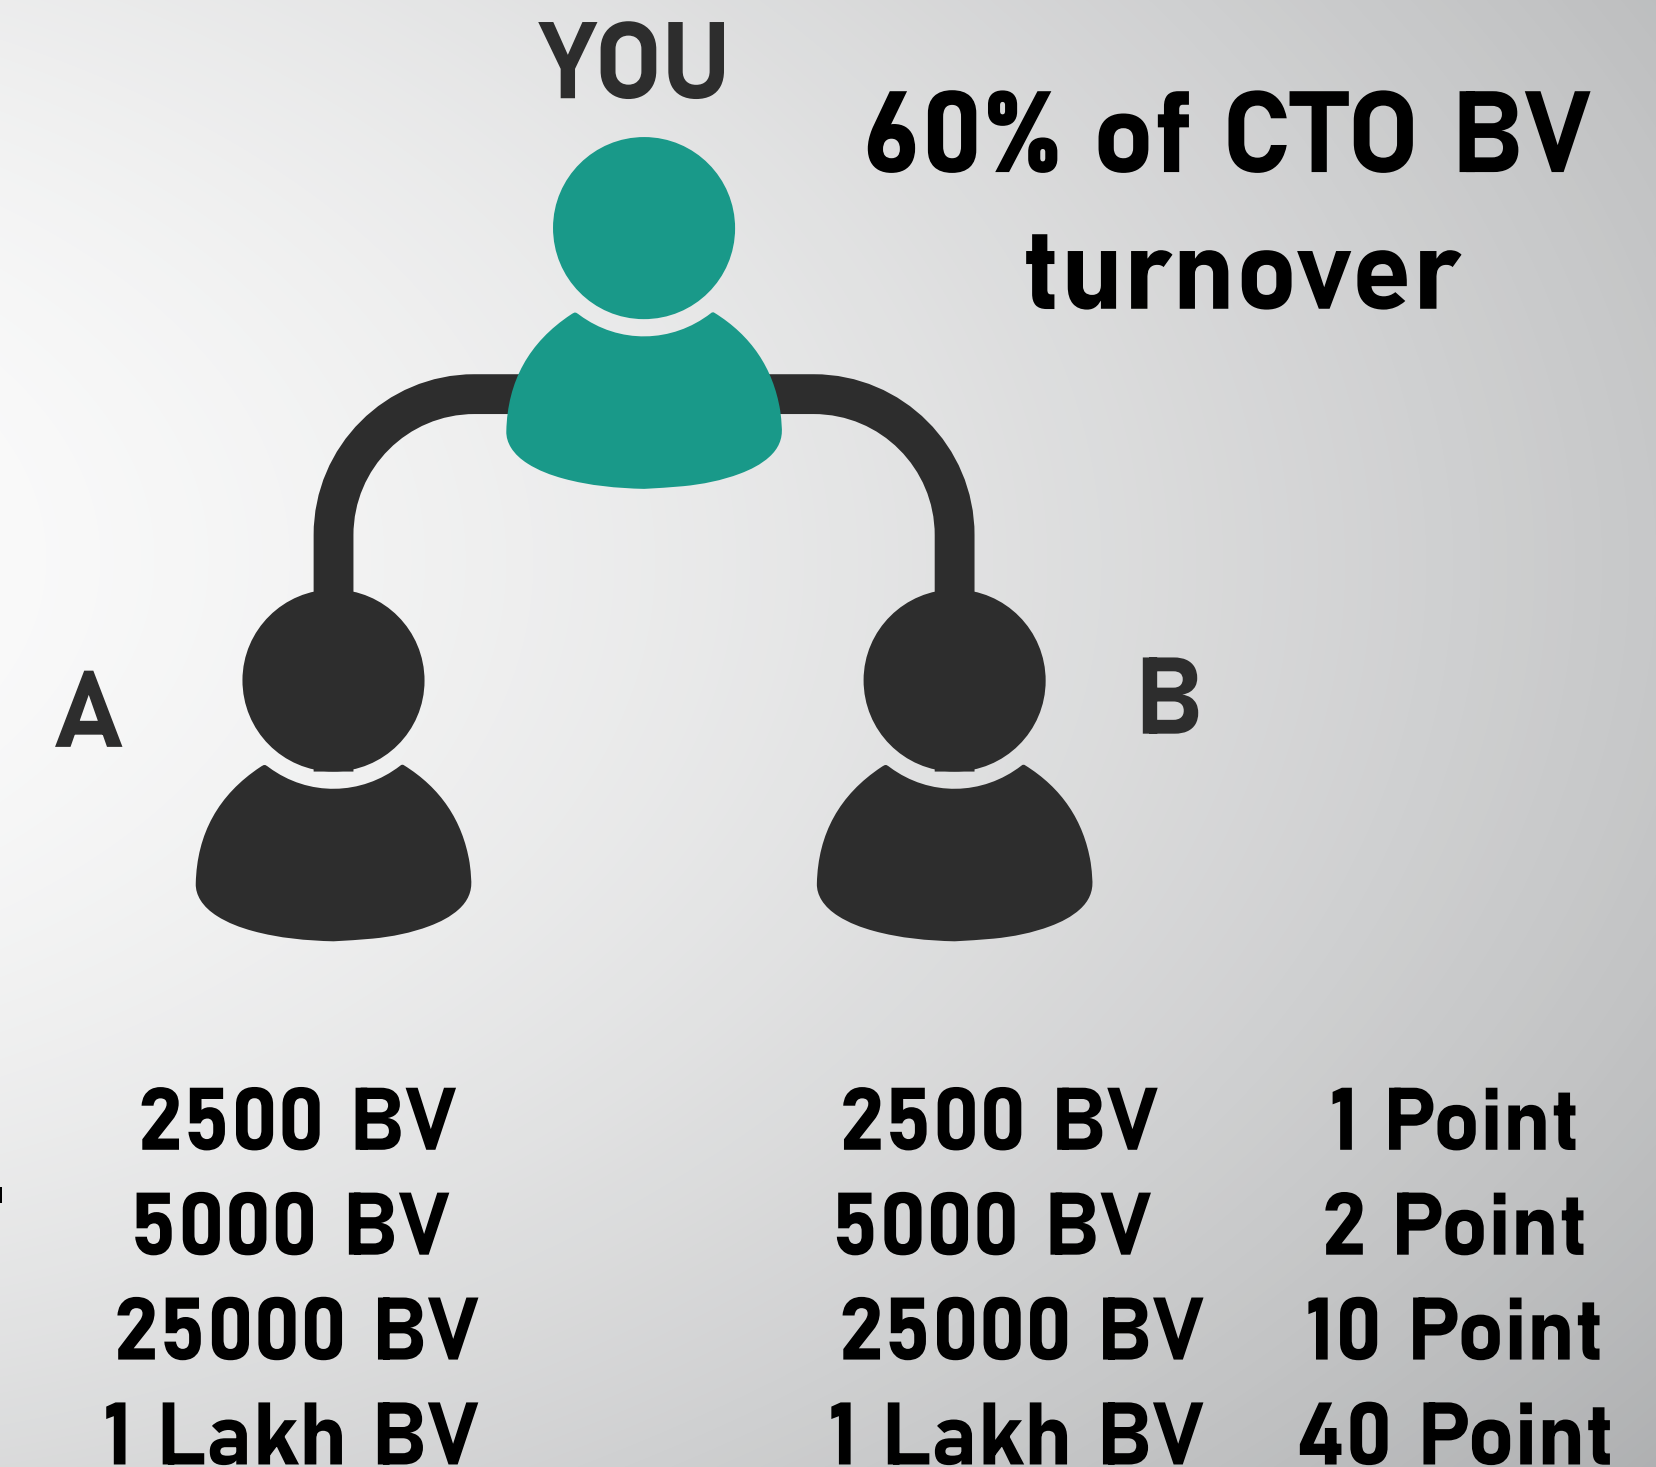 YOU
60% of CTO BV
turnover
A
B
2500 BV 2500 BV 1 Point
5000 BV 5000 BV 2 Point
25000 BV 25000 BV 10 Point
1 Lakh BV 1 Lakh BV 40 Point